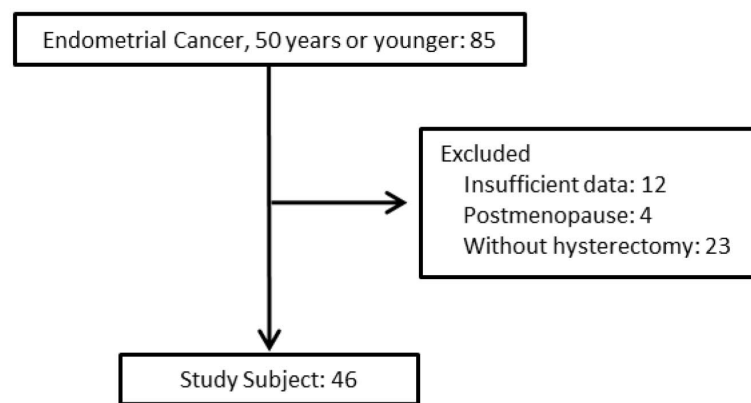 Endometrial Cancer, 50 years or younger: 85
Excluded
Insufficient data: 12
Postmenopause: 4
Without hysterectomy: 23
Study Subject: 46